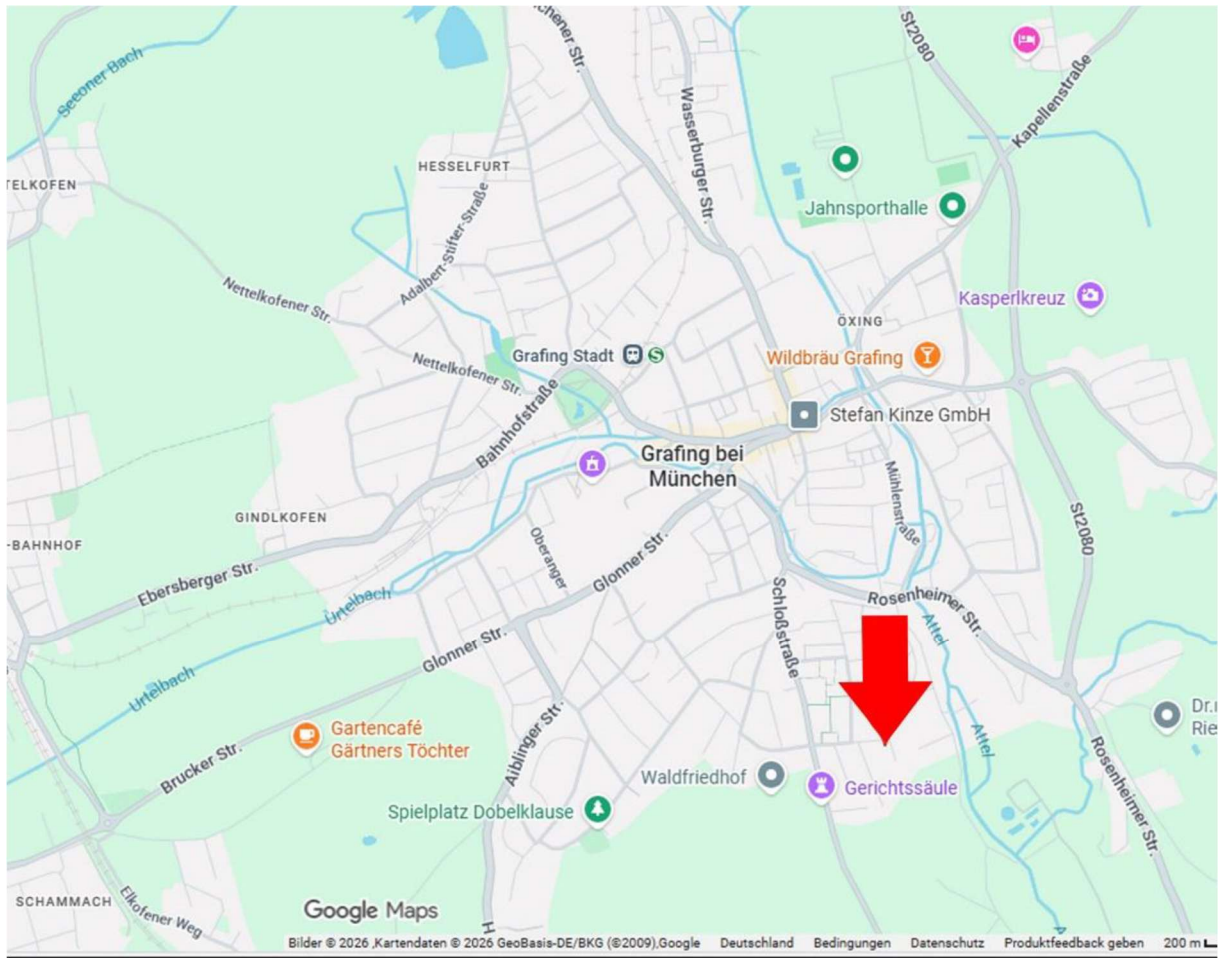 chener Str.
St2080
Seeoner Bach
Kapellenstraße
Wasserburger Str.
HESSELFURT
TELKOFEN
Jahnsporthalle
Adalbert-Stifter-Straße
Nettelkofener Str.
Kasperlkreuz
ÖXING
Grafing Stadt
S
Wildbräu Grafing
Nettelkofener Str.
Bahnhofstraße
Stefan Kinze GmbH
Grafing bei
München
Mühlenstraße
GINDLKOFEN
St2080
-BAHNHOF
Oberanger
Glonner Str.
Ebersberger Str.
Urtelbach
Schloßstraße
Rosenheimer Str.
Attel
Glonner Str.
Urtelbach
Dr.r
Rie
Gartencafé
Gärtners Töchter
Aiblinger Str.
Attel
Brucker Str.
Rosenheimer Str.
Waldfriedhof
Gerichtssäule
Spielplatz Dobelklause
SCHAMMACH
Elkofener Weg
Google Maps
H
A
Bilder © 2026 ,Kartendaten © 2026 GeoBasis-DE/BKG (©2009),Google Deutschland Bedingungen Datenschutz Produktfeedback geben 200 m